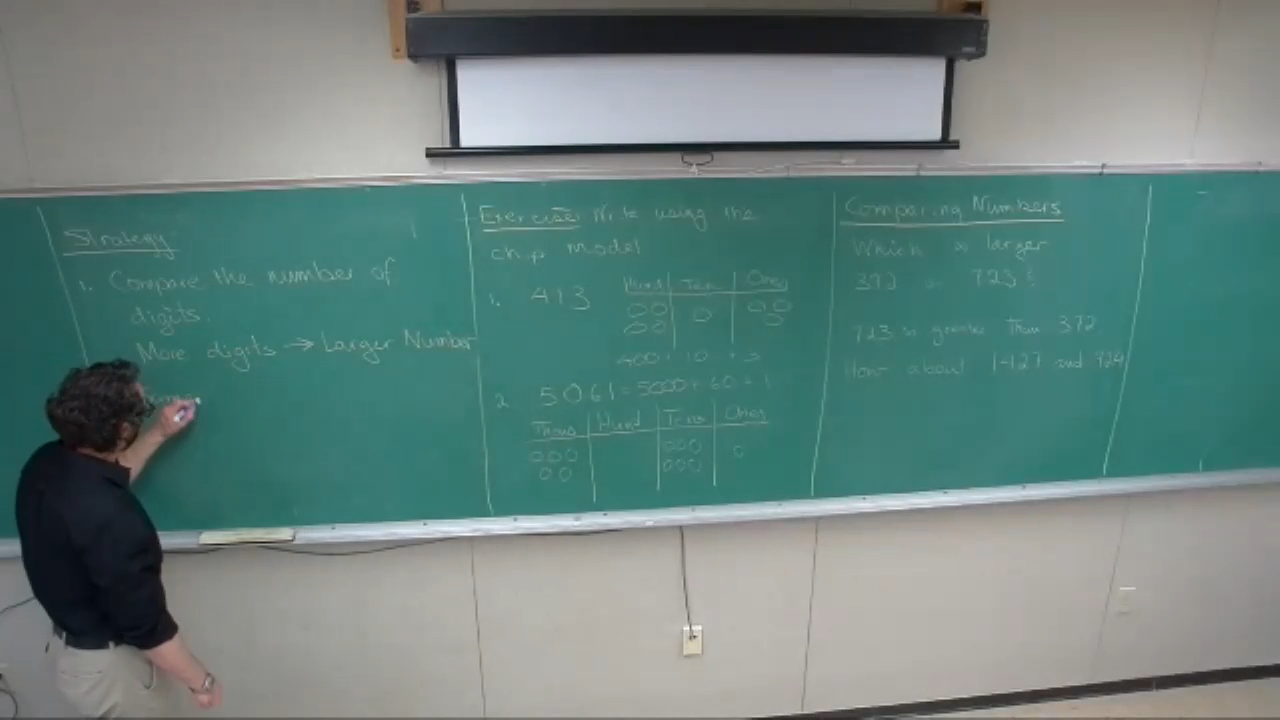 Strategy
1. Compare the number of
digits.
More digits → Larger Number
Exercise: Write using the
chip model
1. 413
Hund Ten Ones
400 + 10 + 3
2. 5061 = 5000 + 60 + 1
Thous Hund Tens Ones
Comparing Numbers
Which is larger
372 or 723?
723 is greater than 372
How about 1-127 and 924